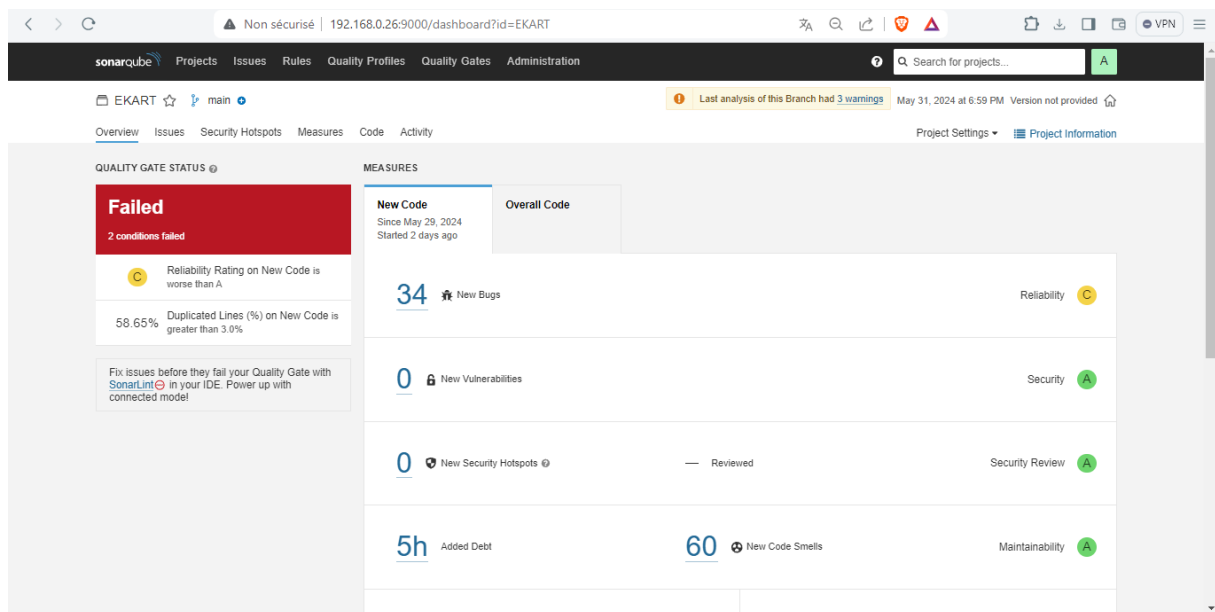 Non sécurisé | 192.168.0.26:9000/dashboard?id=EKART
VPN
sonarqube Projects Issues Rules Quality Profiles Quality Gates Administration Search for projects... A
EKART main Last analysis of this Branch had 3 warnings May 31, 2024 at 6:59 PM Version not provided
Overview Issues Security Hotspots Measures Code Activity Project Settings Project Information
QUALITY GATE STATUS
Failed
2 conditions failed
C Reliability Rating on New Code is
worse than A
58.65% Duplicated Lines (%) on New Code is
greater than 3.0%
Fix issues before they fail your Quality Gate with
SonarLint in your IDE. Power up with
connected mode!
MEASURES
New Code
Since May 29, 2024
Started 2 days ago
Overall Code
34 New Bugs Reliability C
0 New Vulnerabilities Security A
0 New Security Hotspots — Reviewed Security Review A
5h Added Debt 60 New Code Smells Maintainability A